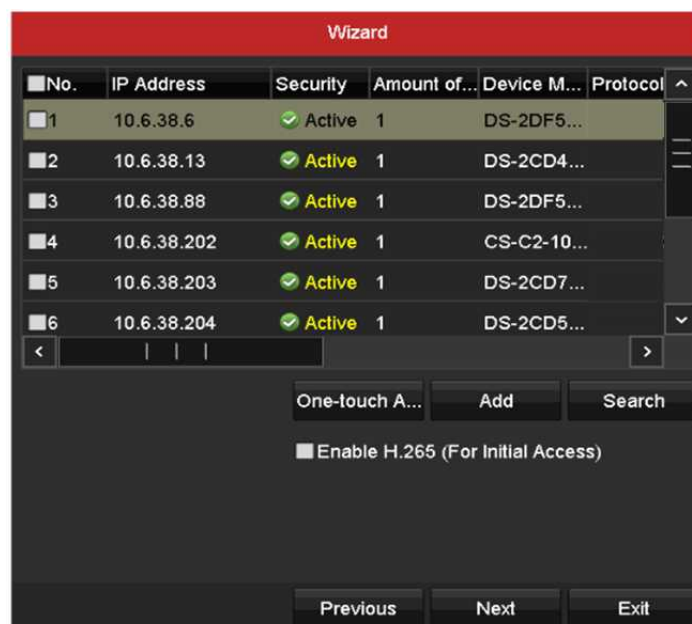 Wizard
No. IP Address Security Amount of... Device M... Protocol
1 10.6.38.6 Active 1 DS-2DF5...
2 10.6.38.13 Active 1 DS-2CD4...
3 10.6.38.88 Active 1 DS-2DF5...
4 10.6.38.202 Active 1 CS-C2-10...
5 10.6.38.203 Active 1 DS-2CD7...
6 10.6.38.204 Active 1 DS-2CD5...
One-touch A... Add Search
Enable H.265 (For Initial Access)
Previous Next Exit